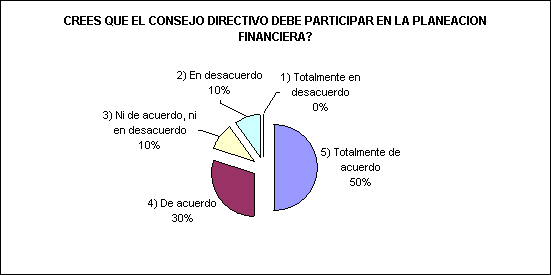 CREES QUE EL CONSEJO DIRECTIVO DEBE PARTICIPAR EN LA PLANEACION
FINANCIERA?
2) En desacuerdo
10%
1) Totalmente en
desacuerdo
0%
3) Ni de acuerdo, ni
en desacuerdo
10%
5) Totalmente de
acuerdo
50%
4) De acuerdo
30%